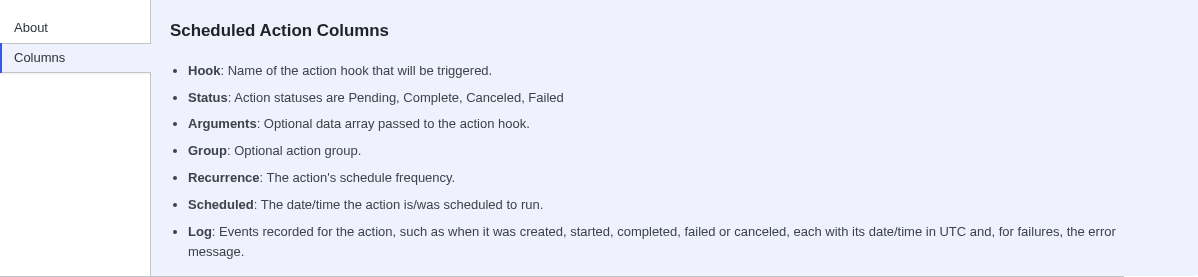 About
Columns
Scheduled Action Columns
• Hook: Name of the action hook that will be triggered.
• Status: Action statuses are Pending, Complete, Canceled, Failed
• Arguments: Optional data array passed to the action hook.
• Group: Optional action group.
• Recurrence: The action's schedule frequency.
• Scheduled: The date/time the action is/was scheduled to run.
• Log: Events recorded for the action, such as when it was created, started, completed, failed or canceled, each with its date/time in UTC and, for failures, the error
message.